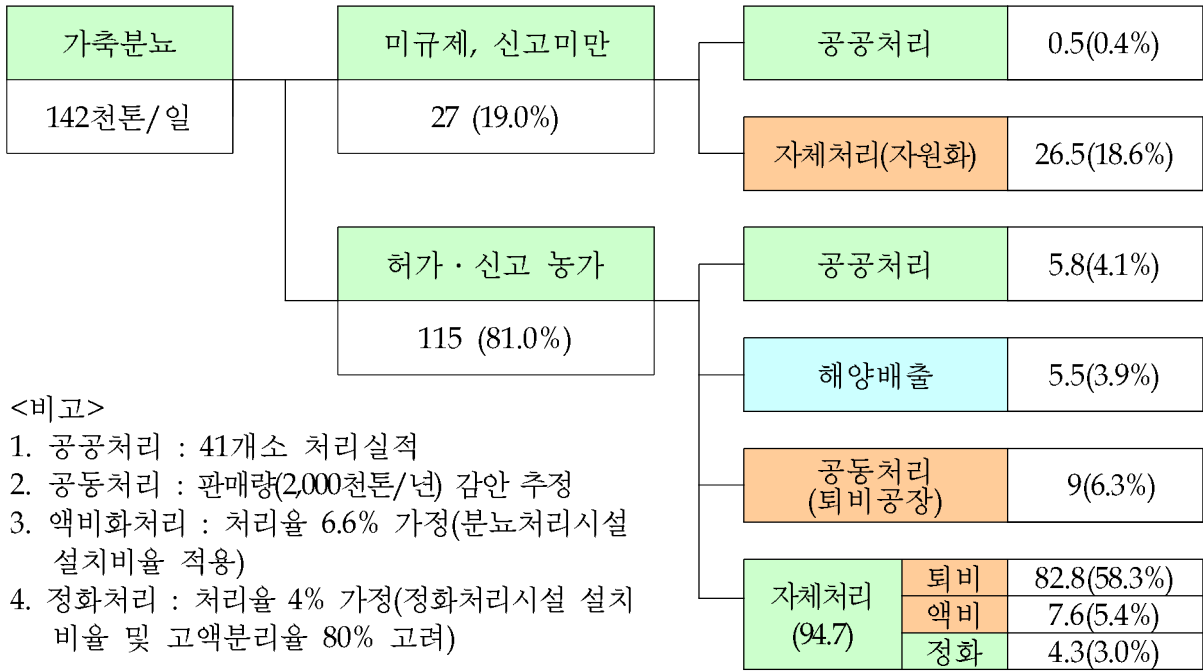 가축분뇨
142천톤/일
미규제, 신고미만
27 (19.0%)
공공처리
0.5(0.4%)
자체처리(자원화)
26.5(18.6%)
허가 · 신고 농가
115 (81.0%)
공공처리
5.8(4.1%)
해양배출
5.5(3.9%)
공동처리
(퇴비공장)
9(6.3%)
자체처리
(94.7)
퇴비
82.8(58.3%)
액비
7.6(5.4%)
정화
4.3(3.0%)
<비고>
1. 공공처리 : 41개소 처리실적
2. 공동처리 : 판매량(2,000천톤/년) 감안 추정
3. 액비화처리 : 처리율 6.6% 가정(분뇨처리시설
설치비율 적용)
4. 정화처리 : 처리율 4% 가정(정화처리시설 설치
비율 및 고액분리율 80% 고려)